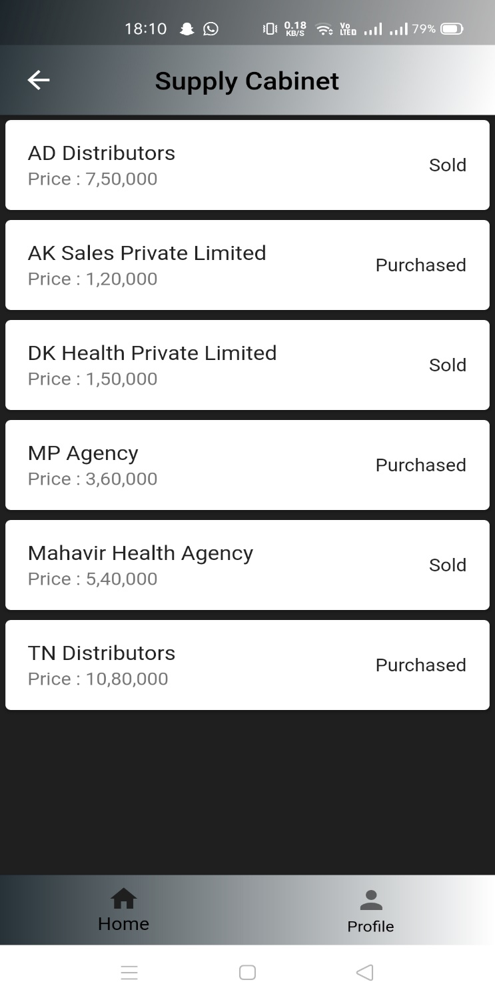 18:10 0.18 KB/S Vo LTE 79%
Supply Cabinet
AD Distributors
Price : 7,50,000
Sold
AK Sales Private Limited
Price : 1,20,000
Purchased
DK Health Private Limited
Price : 1,50,000
Sold
MP Agency
Price : 3,60,000
Purchased
Mahavir Health Agency
Price : 5,40,000
Sold
TN Distributors
Price : 10,80,000
Purchased
Home
Profile